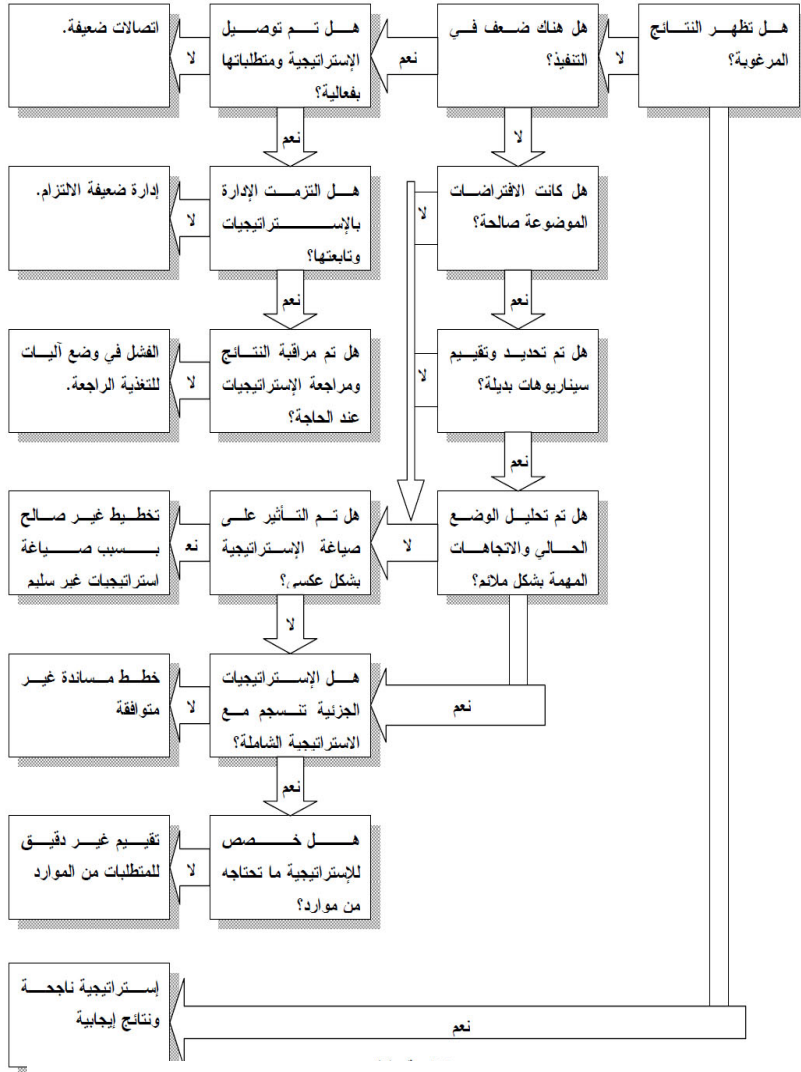 هل تظهر النتائج
المرغوبة؟
لا
هل هناك ضعف في
التنفيذ؟
نعم
هل تم توصيل
الإستراتيجية ومتطلباتها
بفعالية؟
لا
اتصالات ضعيفة.
لا
نعم
هل كانت الافتراضات
الموضوعة صالحة؟
لا
هل التزمت الإدارة
بالإستراتيجيات
وتابعتها؟
لا
إدارة ضعيفة الالتزام.
نعم
نعم
هل تم تحديد وتقييم
سيناريوهات بديلة؟
لا
هل تم مراقبة النتائج
ومراجعة الإستراتيجيات
عند الحاجة؟
لا
الفشل في وضع آليات
للتغذية الراجعة.
نعم
هل تم تحليل الوضع
الحالي والاتجاهات
المهمة بشكل ملائم؟
لا
هل تم التأثير على
صياغة الإستراتيجية
بشكل عكسي؟
نع
تخطيط غير صالح
بسبب صياغة
استراتيجيات غير سليم
لا
نعم
هل الإستراتيجيات
الجزئية تنسجم مع
الاستراتيجية الشاملة؟
لا
خطط مساندة غير
متوافقة
نعم
هل خصص
للإستراتيجية ما تحتاجه
من موارد؟
لا
تقييم غير دقيق
للمتطلبات من الموارد
نعم
إستراتيجية ناجحة
ونتائج إيجابية